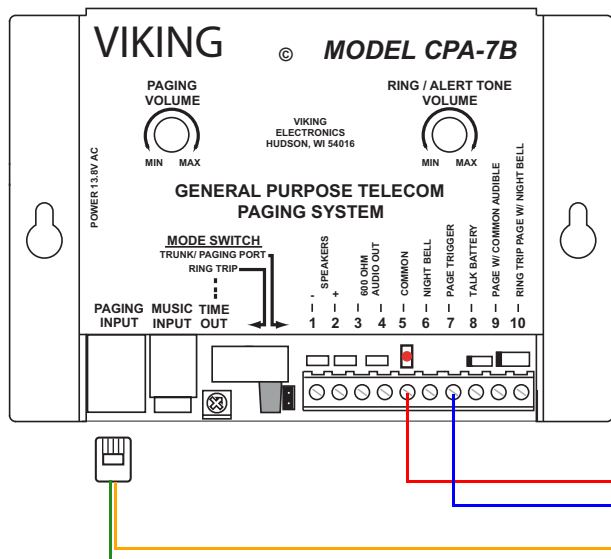 VIKING
© MODEL CPA-7B
PAGING
VOLUME
MIN MAX
RING / ALERT TONE
VOLUME
MIN MAX
VIKING
ELECTRONICS
HUDSON, WI 54016
POWER 13.8V AC
GENERAL PURPOSE TELECOM
PAGING SYSTEM
MODE SWITCH
TRUNK/ PAGING PORT
RING TRIP
PAGING
INPUT
MUSIC
INPUT
TIME
OUT
SPEAKERS
- +
600 OHM
AUDIO OUT
COMMON
NIGHT BELL
PAGE TRIGGER
TALK BATTERY
PAGE W/ COMMON AUDIBLE
RING TRIP PAGE W/ NIGHT BELL
1 2 3 4 5 6 7 8 9 10